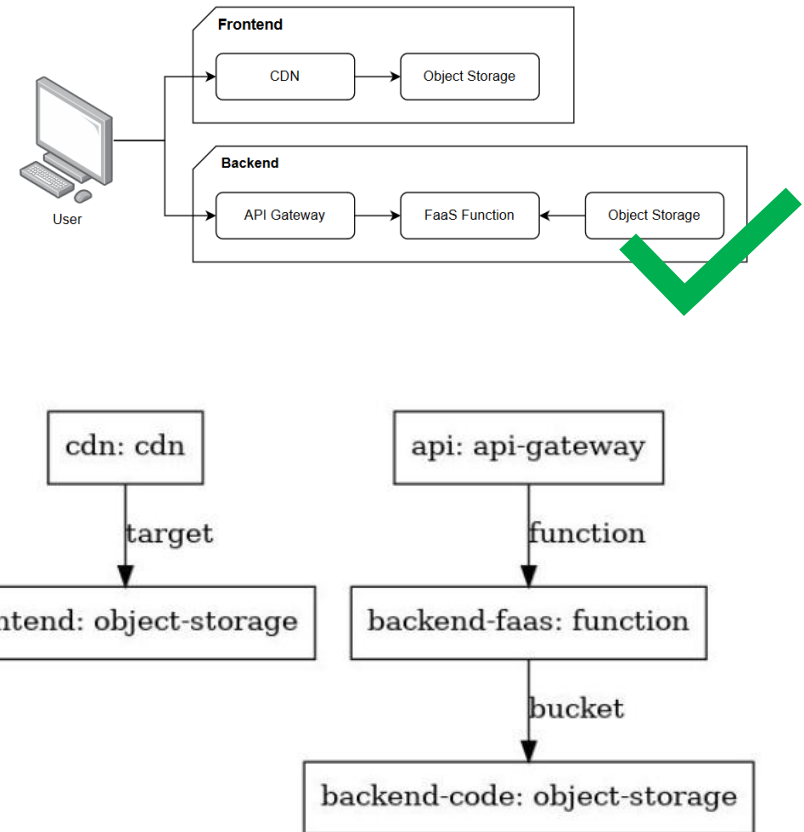 Frontend
CDN
Object Storage
User
Backend
API Gateway
FaaS Function
Object Storage
cdn: cdn
api: api-gateway
target
function
ntend: object-storage
backend-faas: function
bucket
backend-code: object-storage